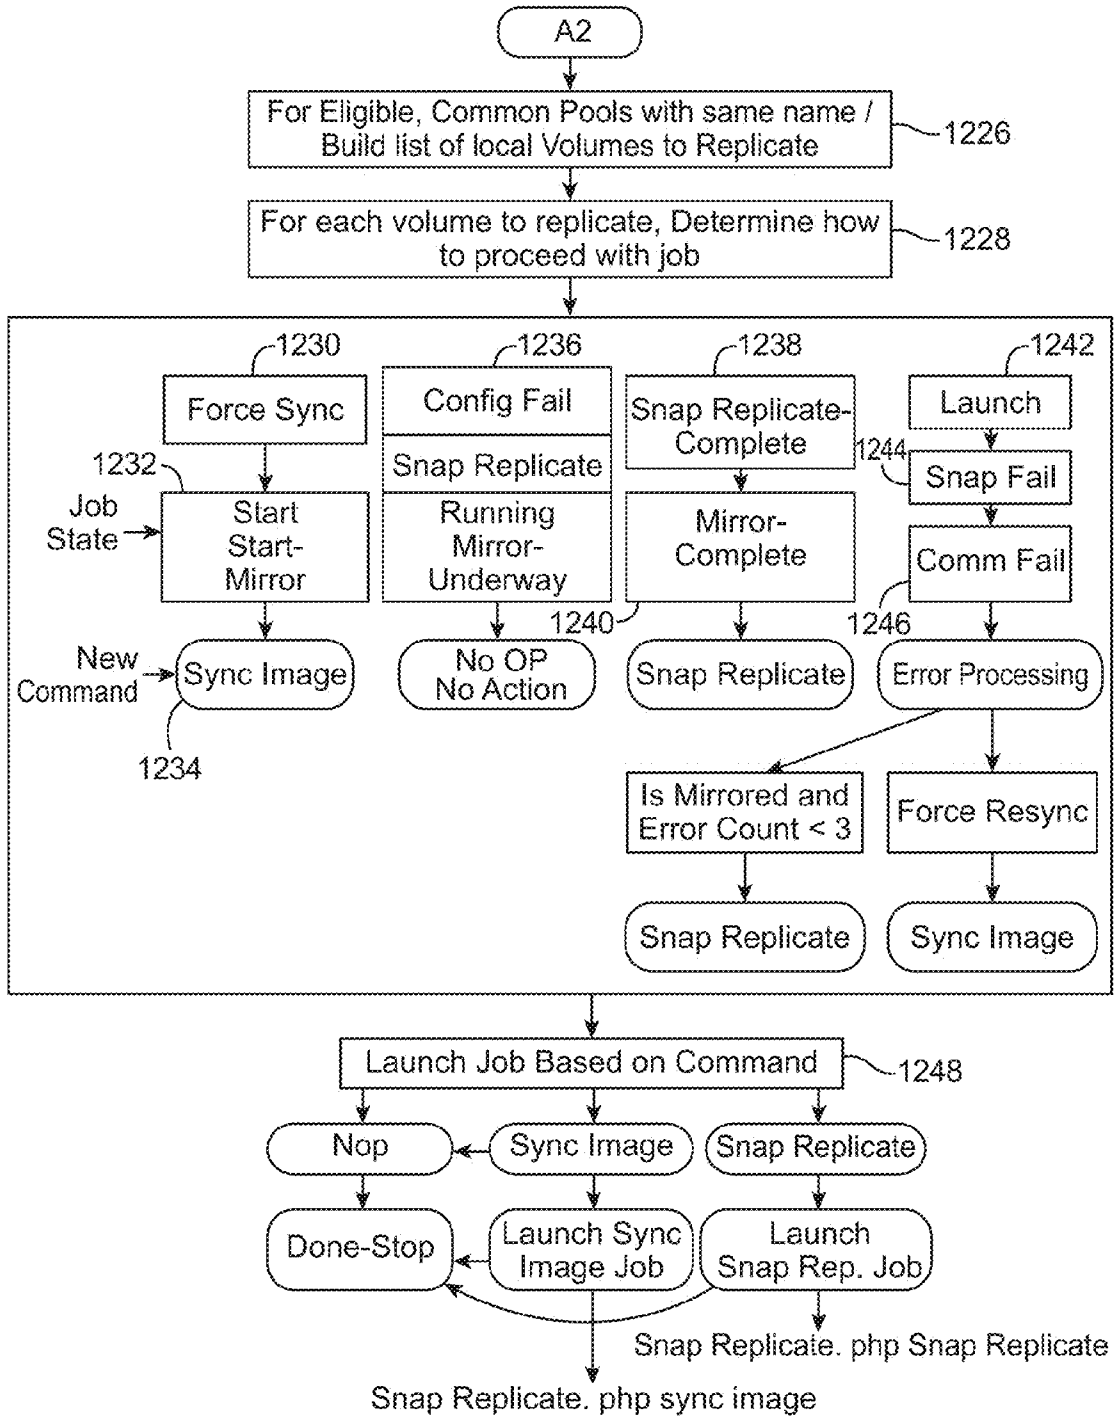 A2
For Eligible, Common Pools with same name /
Build list of local Volumes to Replicate
1226
For each volume to replicate, Determine how
to proceed with job
1228
1230
Force Sync
1232
Job
State
Start
Start-
Mirror
New
Command
Sync Image
1234
1236
Config Fail
Snap Replicate
Running
Mirror-
Underway
No OP
No Action
1238
Snap Replicate-
Complete
Mirror-
Complete
1240
Snap Replicate
1242
Launch
1244
Snap Fail
Comm Fail
1246
Error Processing
Is Mirrored and
Error Count < 3
Snap Replicate
Force Resync
Sync Image
Launch Job Based on Command
1248
Nop
Sync Image
Snap Replicate
Done-Stop
Launch Sync
Image Job
Launch
Snap Rep. Job
Snap Replicate. php Snap Replicate
Snap Replicate. php sync image